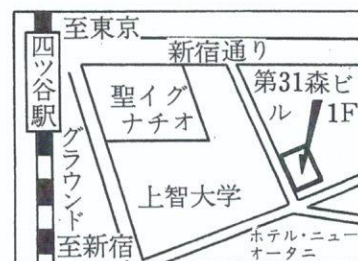 至東京
新宿通り
四ツ谷駅
聖イグ
ナチオ
第31森ビ
ル
1F
グラウンド
上智大学
至新宿
ホテル・ニュー
オータニ